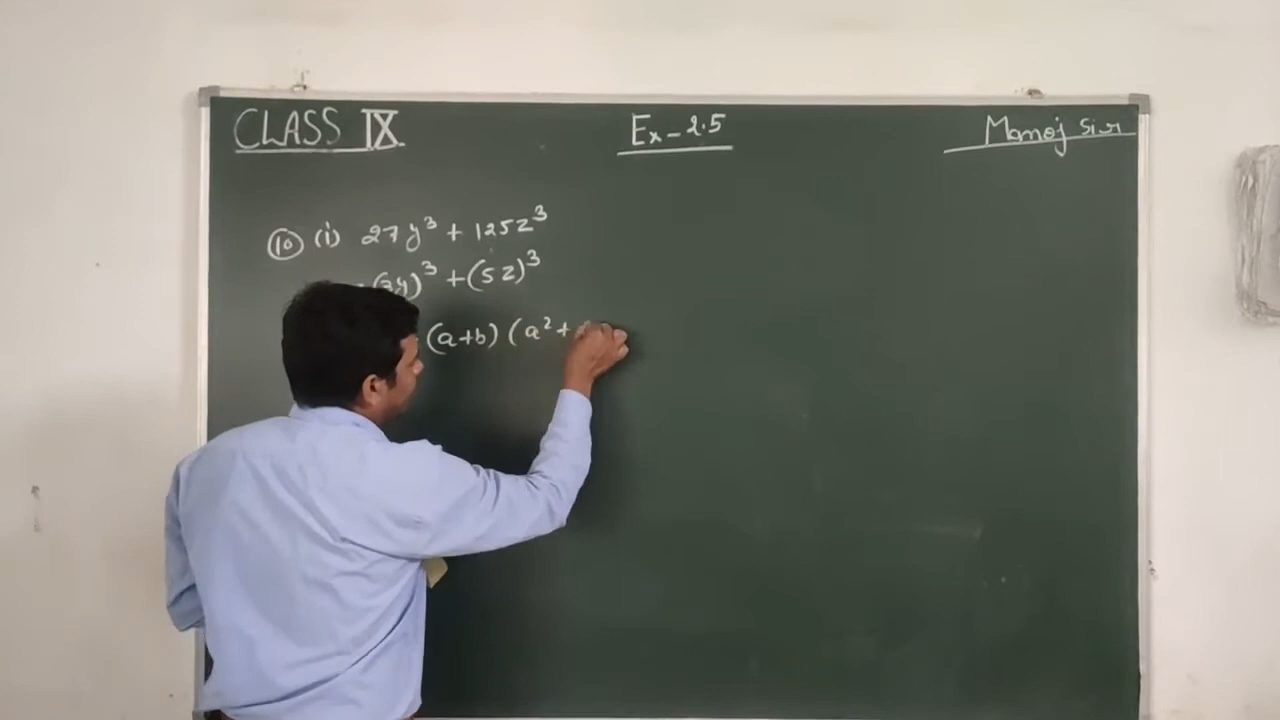 CLASS IX Ex-2.5 Manoj Sir
(10) (i) 27y³ + 125z³
(3y)³ + (5z)³
(a+b) (a² +